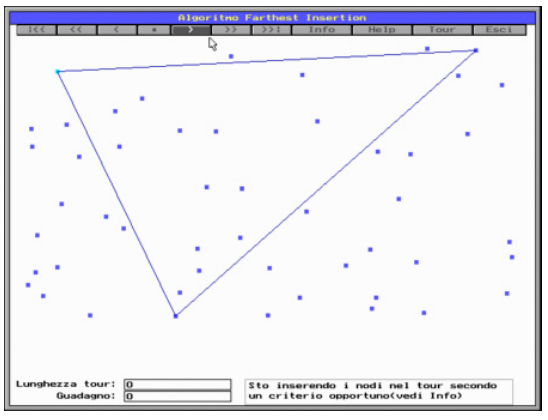 Algoritmo Farthest Insertion
I<< << < * > >> >>I Info Help Tour Esci
Lunghezza tour: 0
Guadagno: 0
Sto inserendo i nodi nel tour secondo
un criterio opportuno(vedi Info)